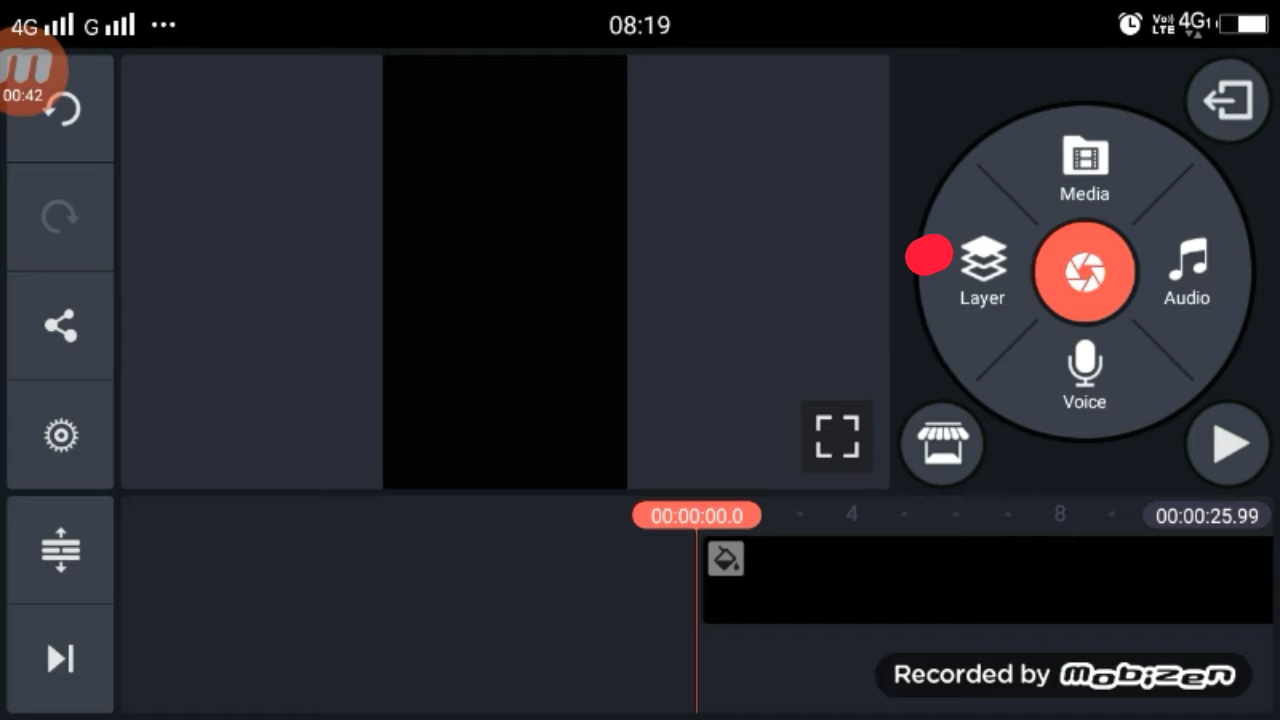 4G G ... 08:19 Vo) LTE 4G1
m
00:42
Media
Layer
Audio
Voice
00:00:00.0 4 8 00:00:25.99
Recorded by mobizen